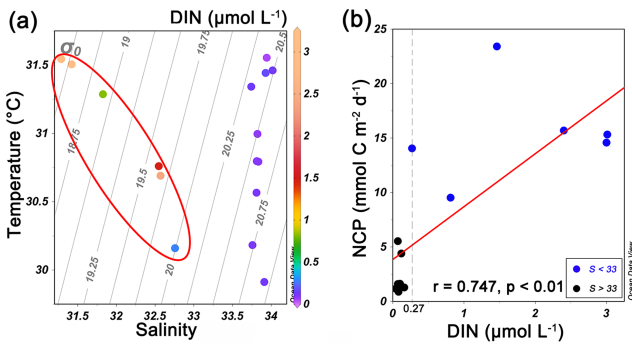 (a)
DIN (μmol L⁻¹)
σ₀
19
19.75
20.5
31.5
31
30.5
30
Temperature (°C)
18.75
20.25
19.5
20.75
19.25
20
31.5
32
32.5
33
33.5
34
Salinity
3
2.5
2
1.5
1
0.5
0
Ocean Data View
(b)
25
20
15
10
5
0
NCP (mmol C m⁻² d⁻¹)
S < 33
S > 33
r = 0.747, p < 0.01
0
0.27
1
2
3
DIN (μmol L⁻¹)
Ocean Data View